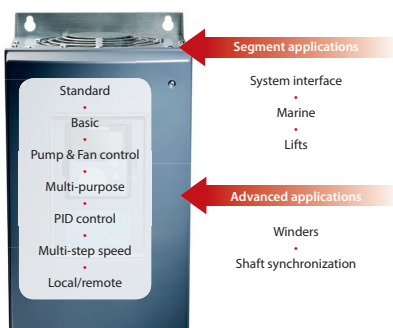 Standard
•
Basic
•
Pump & Fan control
•
Multi-purpose
•
PID control
•
Multi-step speed
•
Local/remote
Segment applications
System interface
•
Marine
•
Lifts
Advanced applications
Winders
•
Shaft synchronization